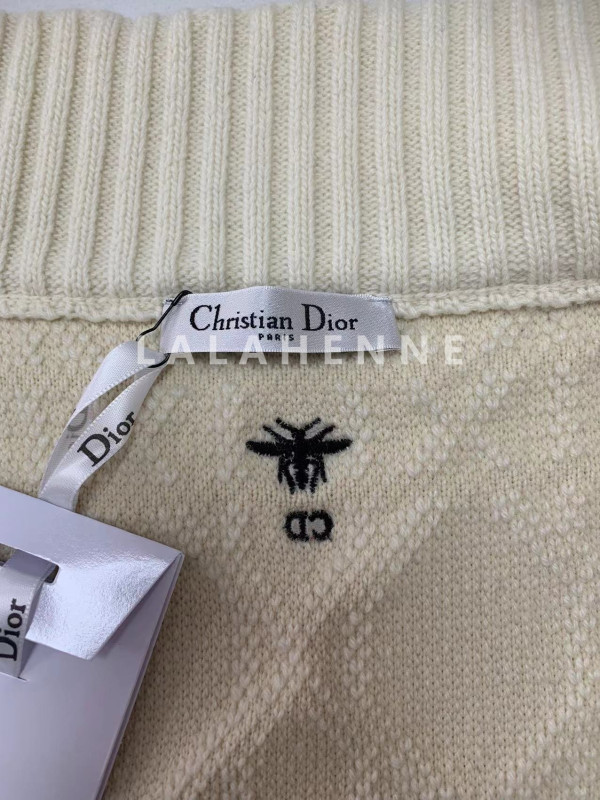 Christian Dior
PARIS
LALAHENNE
Dior
CD
Dior